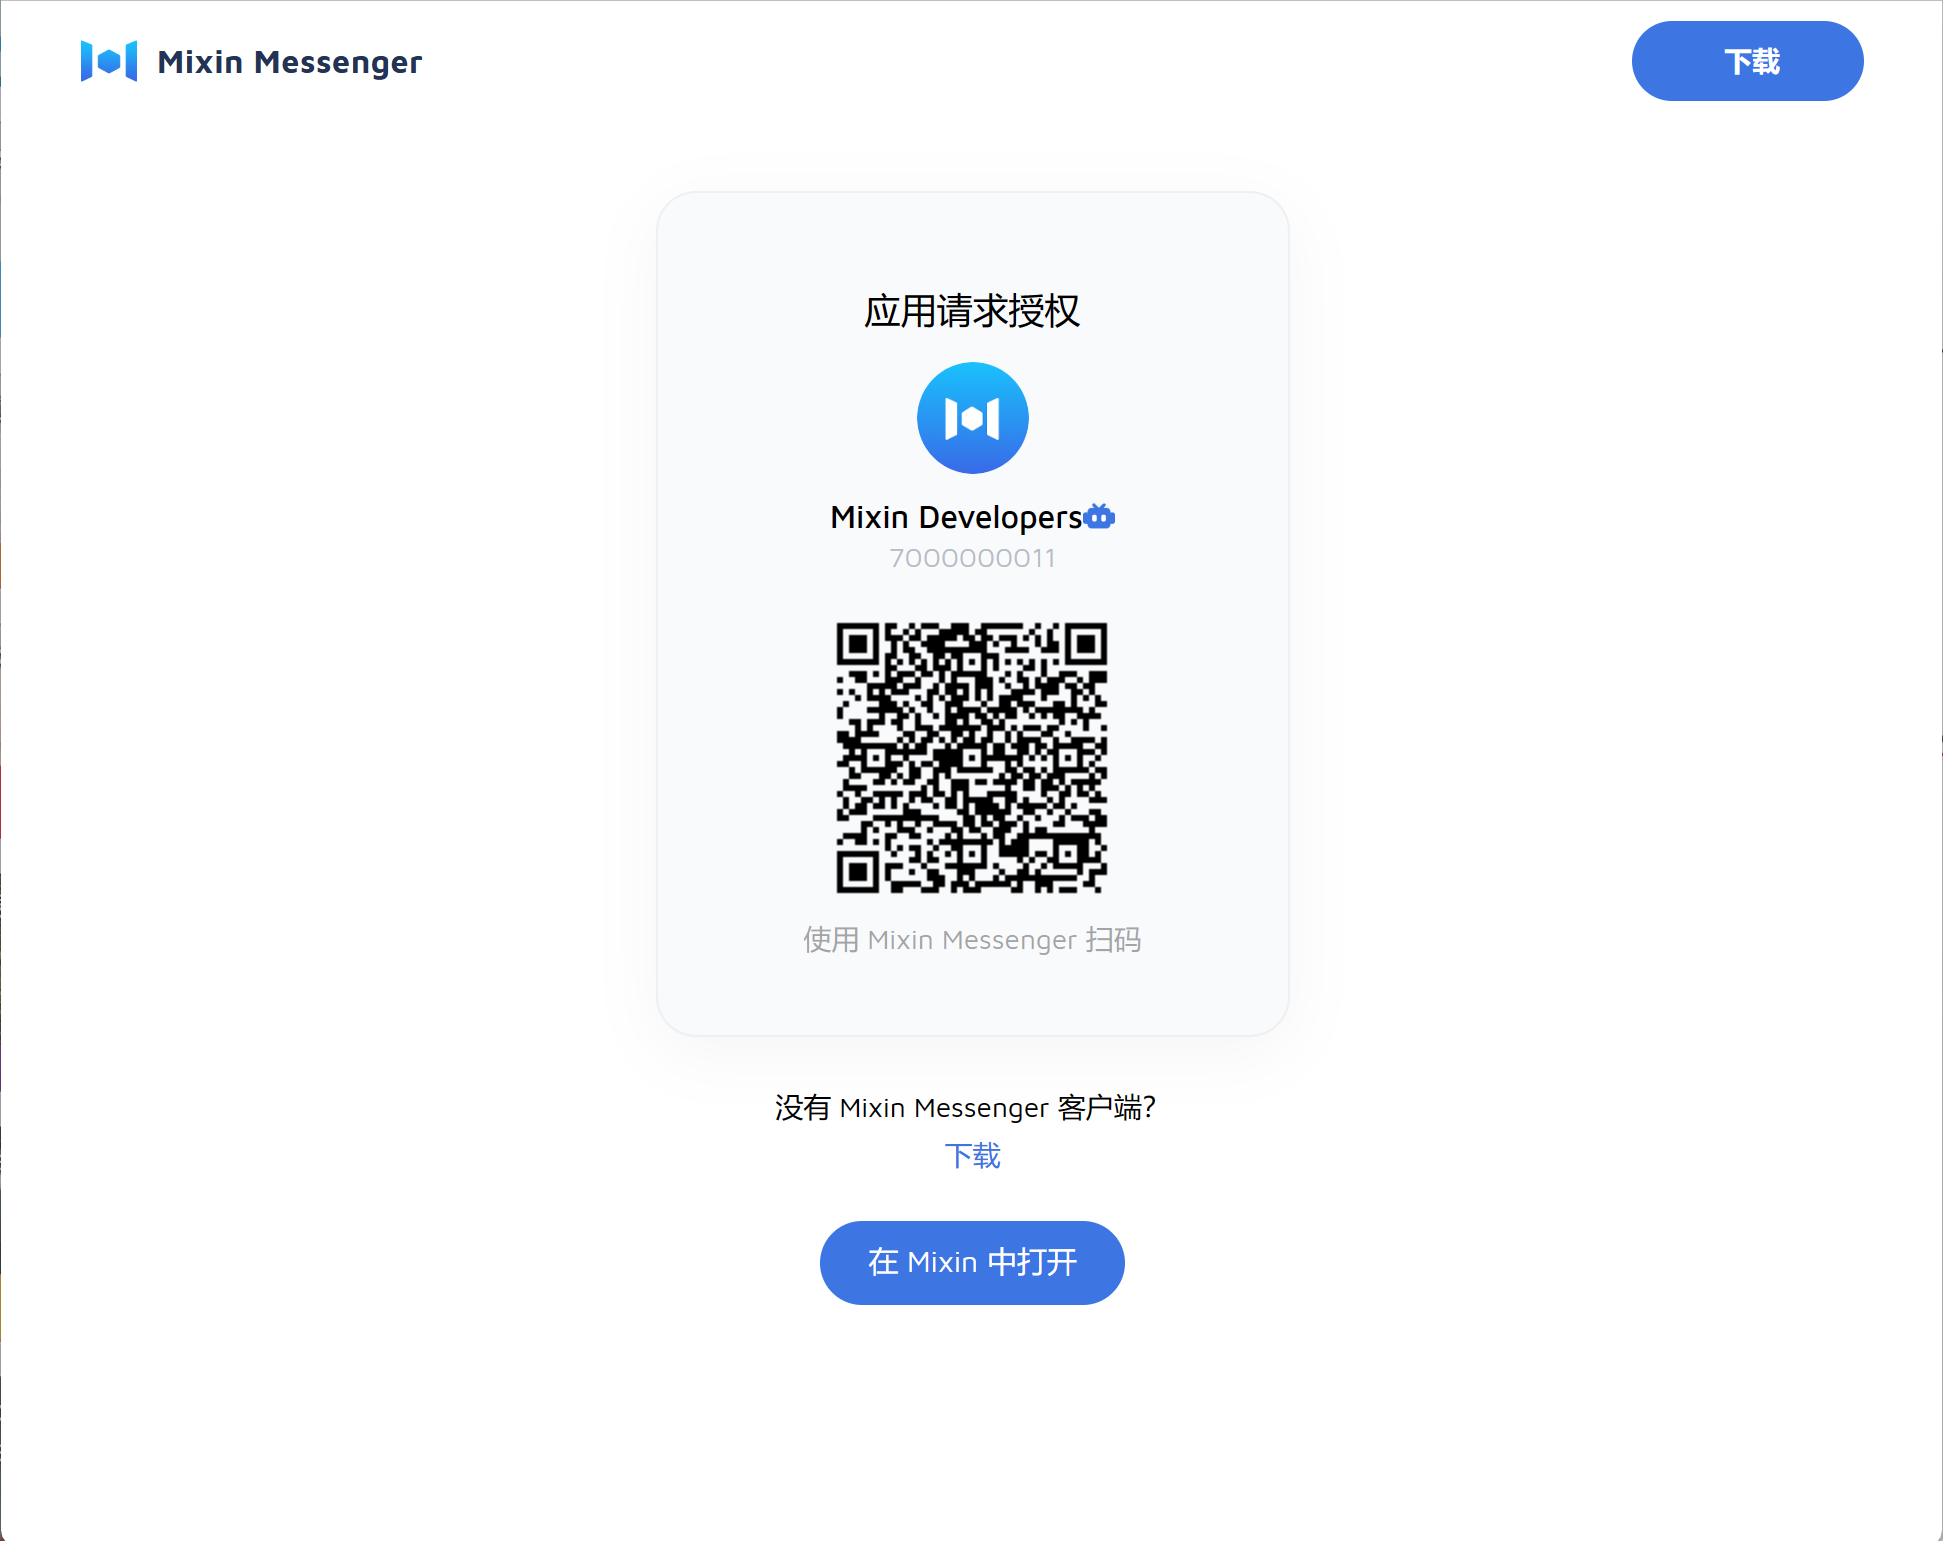 Mixin Messenger
下载
应用请求授权
Mixin Developers
7000000011
使用 Mixin Messenger 扫码
没有 Mixin Messenger 客户端？
下载
在 Mixin 中打开